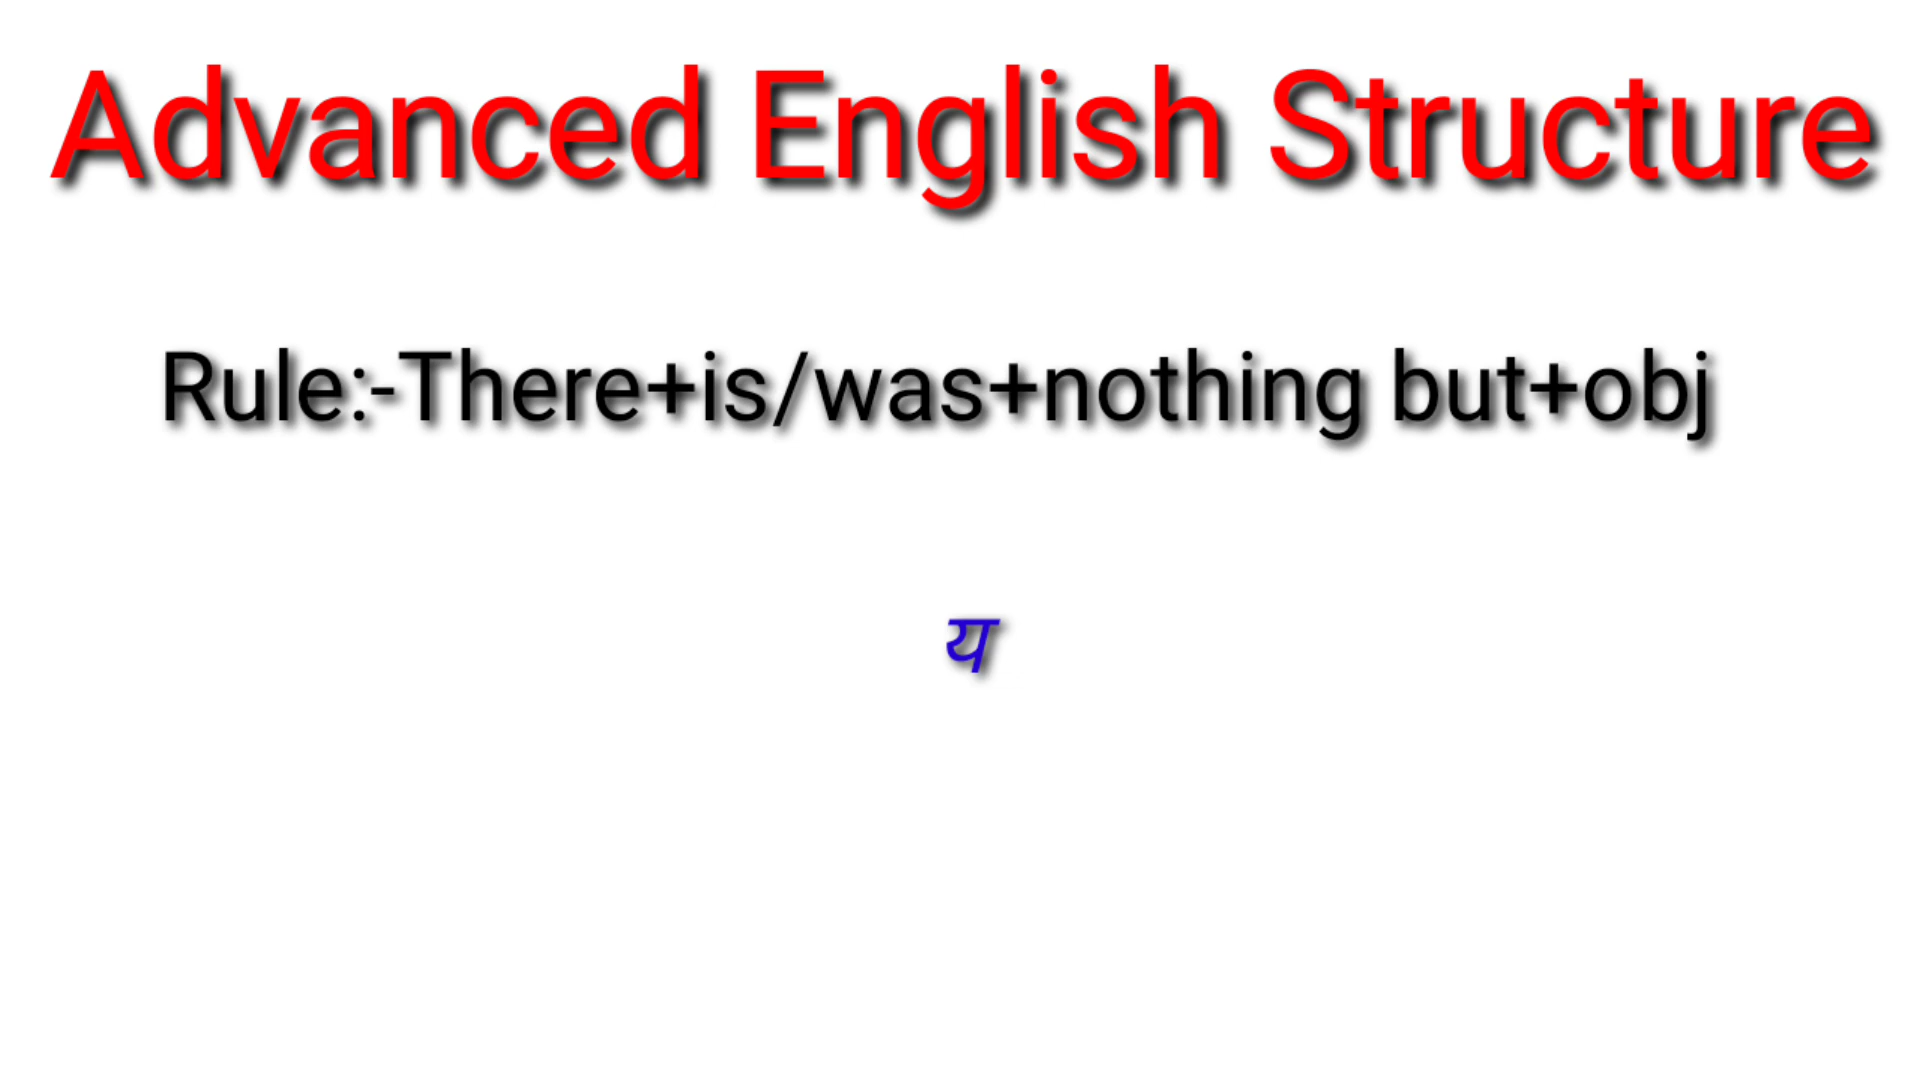 Advanced English Structure
Rule:-There+is/was+nothing but+obj
य